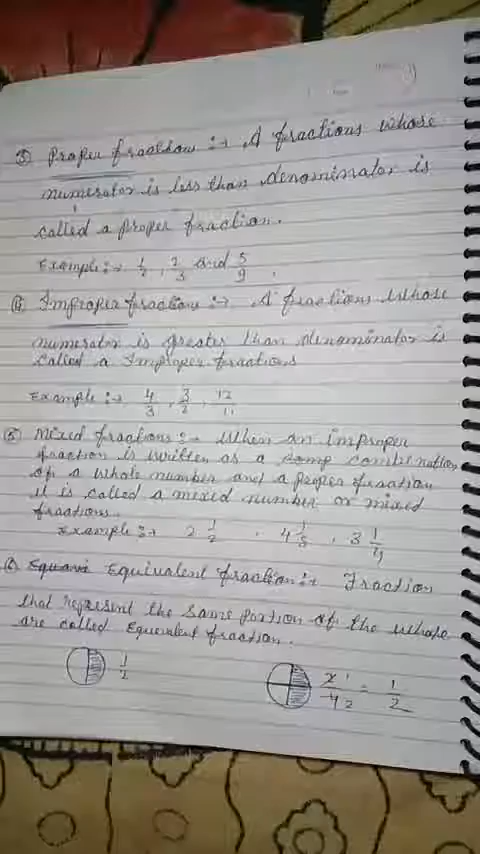 ③ Proper fraction :→ A fractions whose
numerator is less than denominator is
called a proper fraction.
Example :→ 1/2, 2/3 and 5/9
④ Improper fractions :→ A fractions whose
numerator is greater than denominator is
called a Improper fractions
Example :→ 4/3, 3/2, 12/11
⑤ Mixed fractions :→ When an improper
fraction is written as a comp combination
of a whole number and a proper fraction
it is called a mixed number or mixed
fractions.
Example :→ 2 1/2, 4 1/5, 3 1/4
⑥ Equivalent fraction :→ Fraction
that represent the same portion of the whole
are called Equivalent fraction.
1/2 2 1/4 2 = 1/2